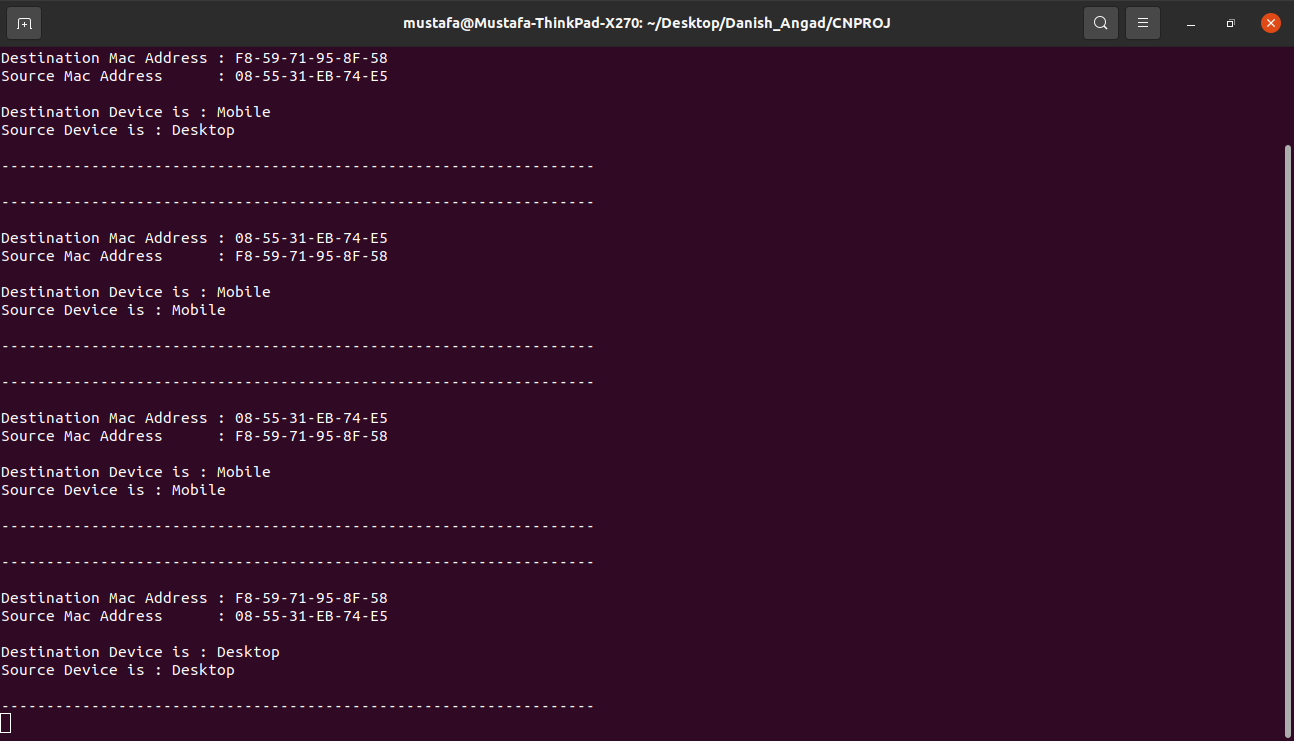 mustafa@Mustafa-ThinkPad-X270: ~/Desktop/Danish_Angad/CNPROJ
Destination Mac Address : F8-59-71-95-8F-58
Source Mac Address      : 08-55-31-EB-74-E5
Destination Device is : Mobile
Source Device is : Desktop
------------------------------------------------------------------
------------------------------------------------------------------
Destination Mac Address : 08-55-31-EB-74-E5
Source Mac Address      : F8-59-71-95-8F-58
Destination Device is : Mobile
Source Device is : Mobile
------------------------------------------------------------------
------------------------------------------------------------------
Destination Mac Address : 08-55-31-EB-74-E5
Source Mac Address      : F8-59-71-95-8F-58
Destination Device is : Mobile
Source Device is : Mobile
------------------------------------------------------------------
------------------------------------------------------------------
Destination Mac Address : F8-59-71-95-8F-58
Source Mac Address      : 08-55-31-EB-74-E5
Destination Device is : Desktop
Source Device is : Desktop
------------------------------------------------------------------